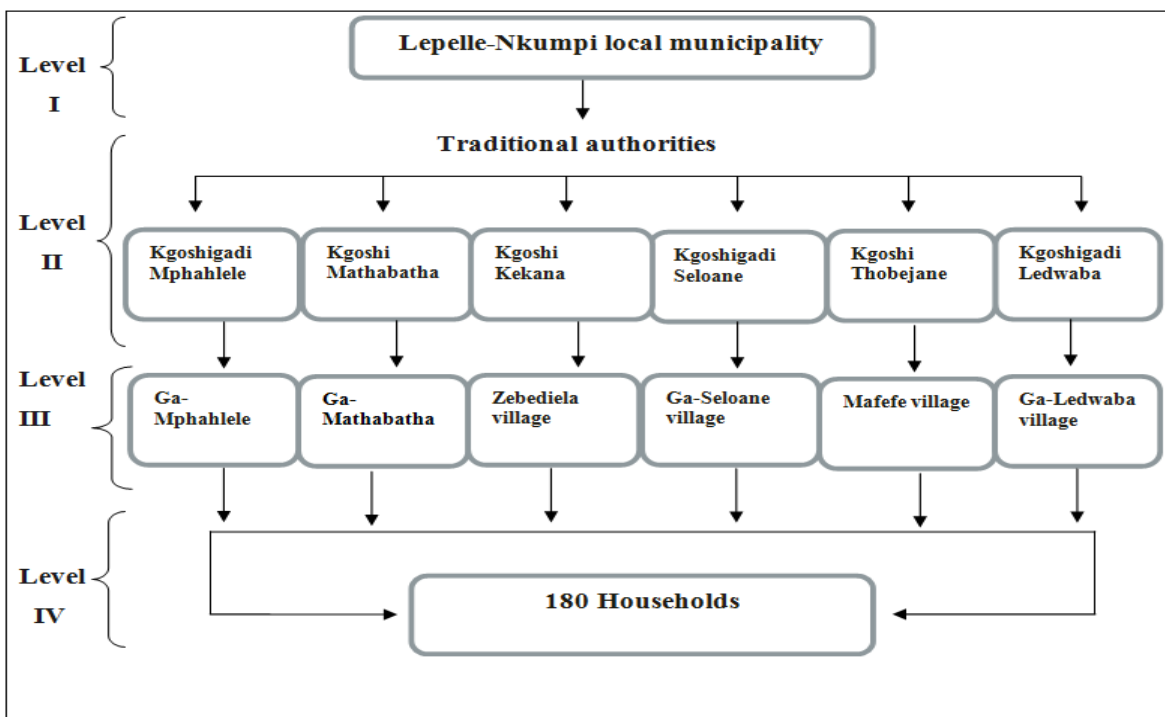 Lepelle-Nkumpi local municipality
Level
I
Traditional authorities
Level
II
Kgoshigadi
Mphahlele
Kgoshi
Mathabatha
Kgoshi
Kekana
Kgoshigadi
Seloane
Kgoshi
Thobejane
Kgoshigadi
Ledwaba
Level
III
Ga-
Mphahlele
Ga-
Mathabatha
Zebediela
village
Ga-Seloane
village
Mafefe village
Ga-Ledwaba
village
Level
IV
180 Households